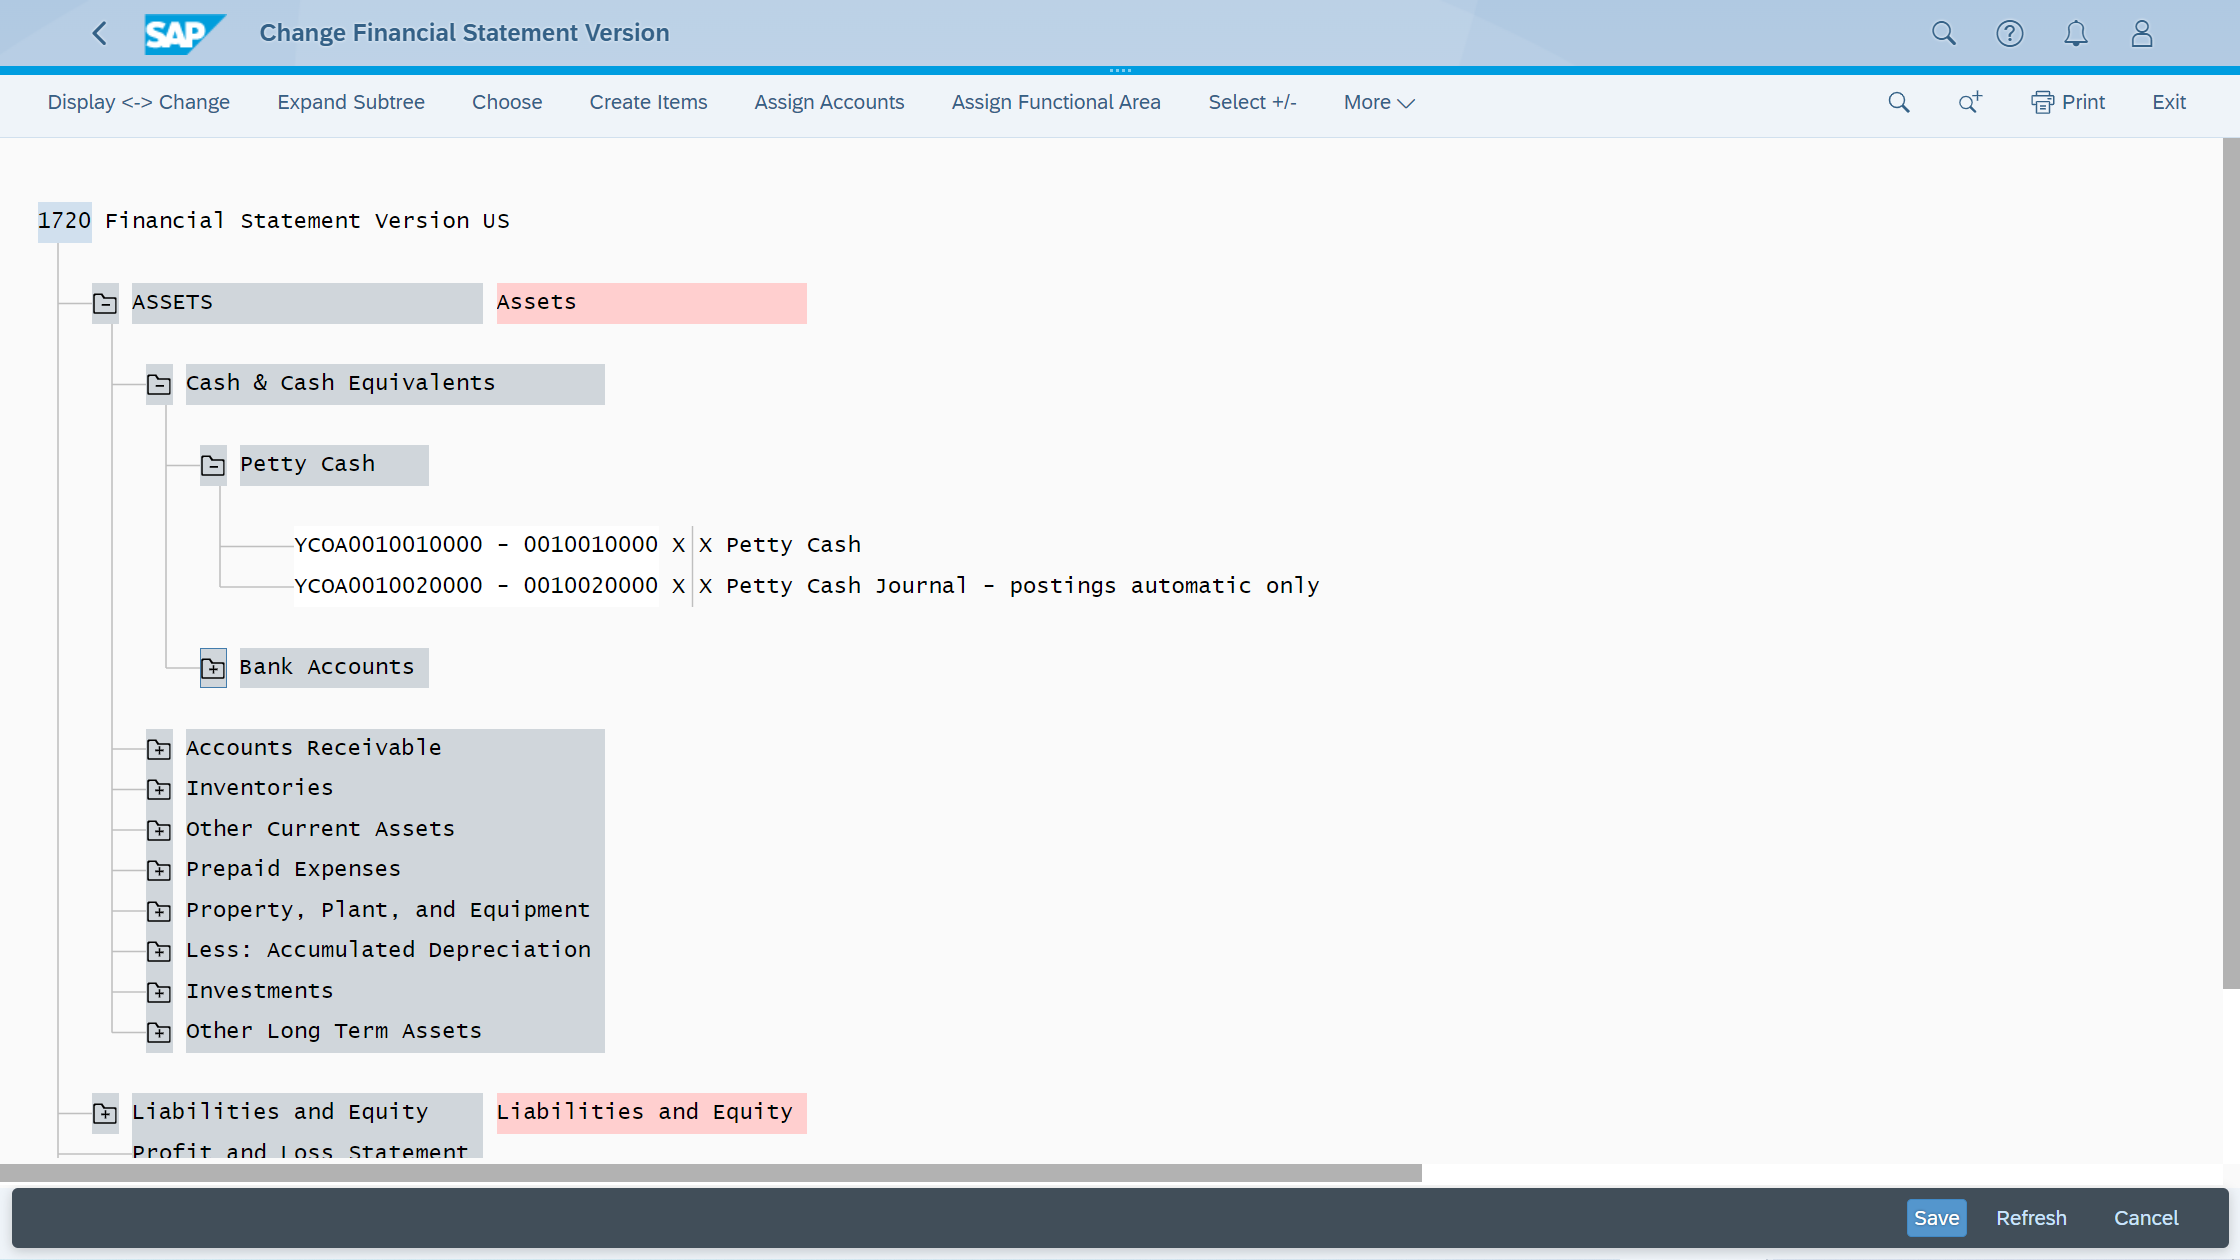 SAP Change Financial Statement Version
Display <-> Change Expand Subtree Choose Create Items Assign Accounts Assign Functional Area Select +/- More Print Exit
1720 Financial Statement Version US
ASSETS Assets
Cash & Cash Equivalents
Petty Cash
YCOA0010010000 - 0010010000 X X Petty Cash
YCOA0010020000 - 0010020000 X X Petty Cash Journal - postings automatic only
Bank Accounts
Accounts Receivable
Inventories
Other Current Assets
Prepaid Expenses
Property, Plant, and Equipment
Less: Accumulated Depreciation
Investments
Other Long Term Assets
Liabilities and Equity Liabilities and Equity
Profit and Loss Statement
Save Refresh Cancel